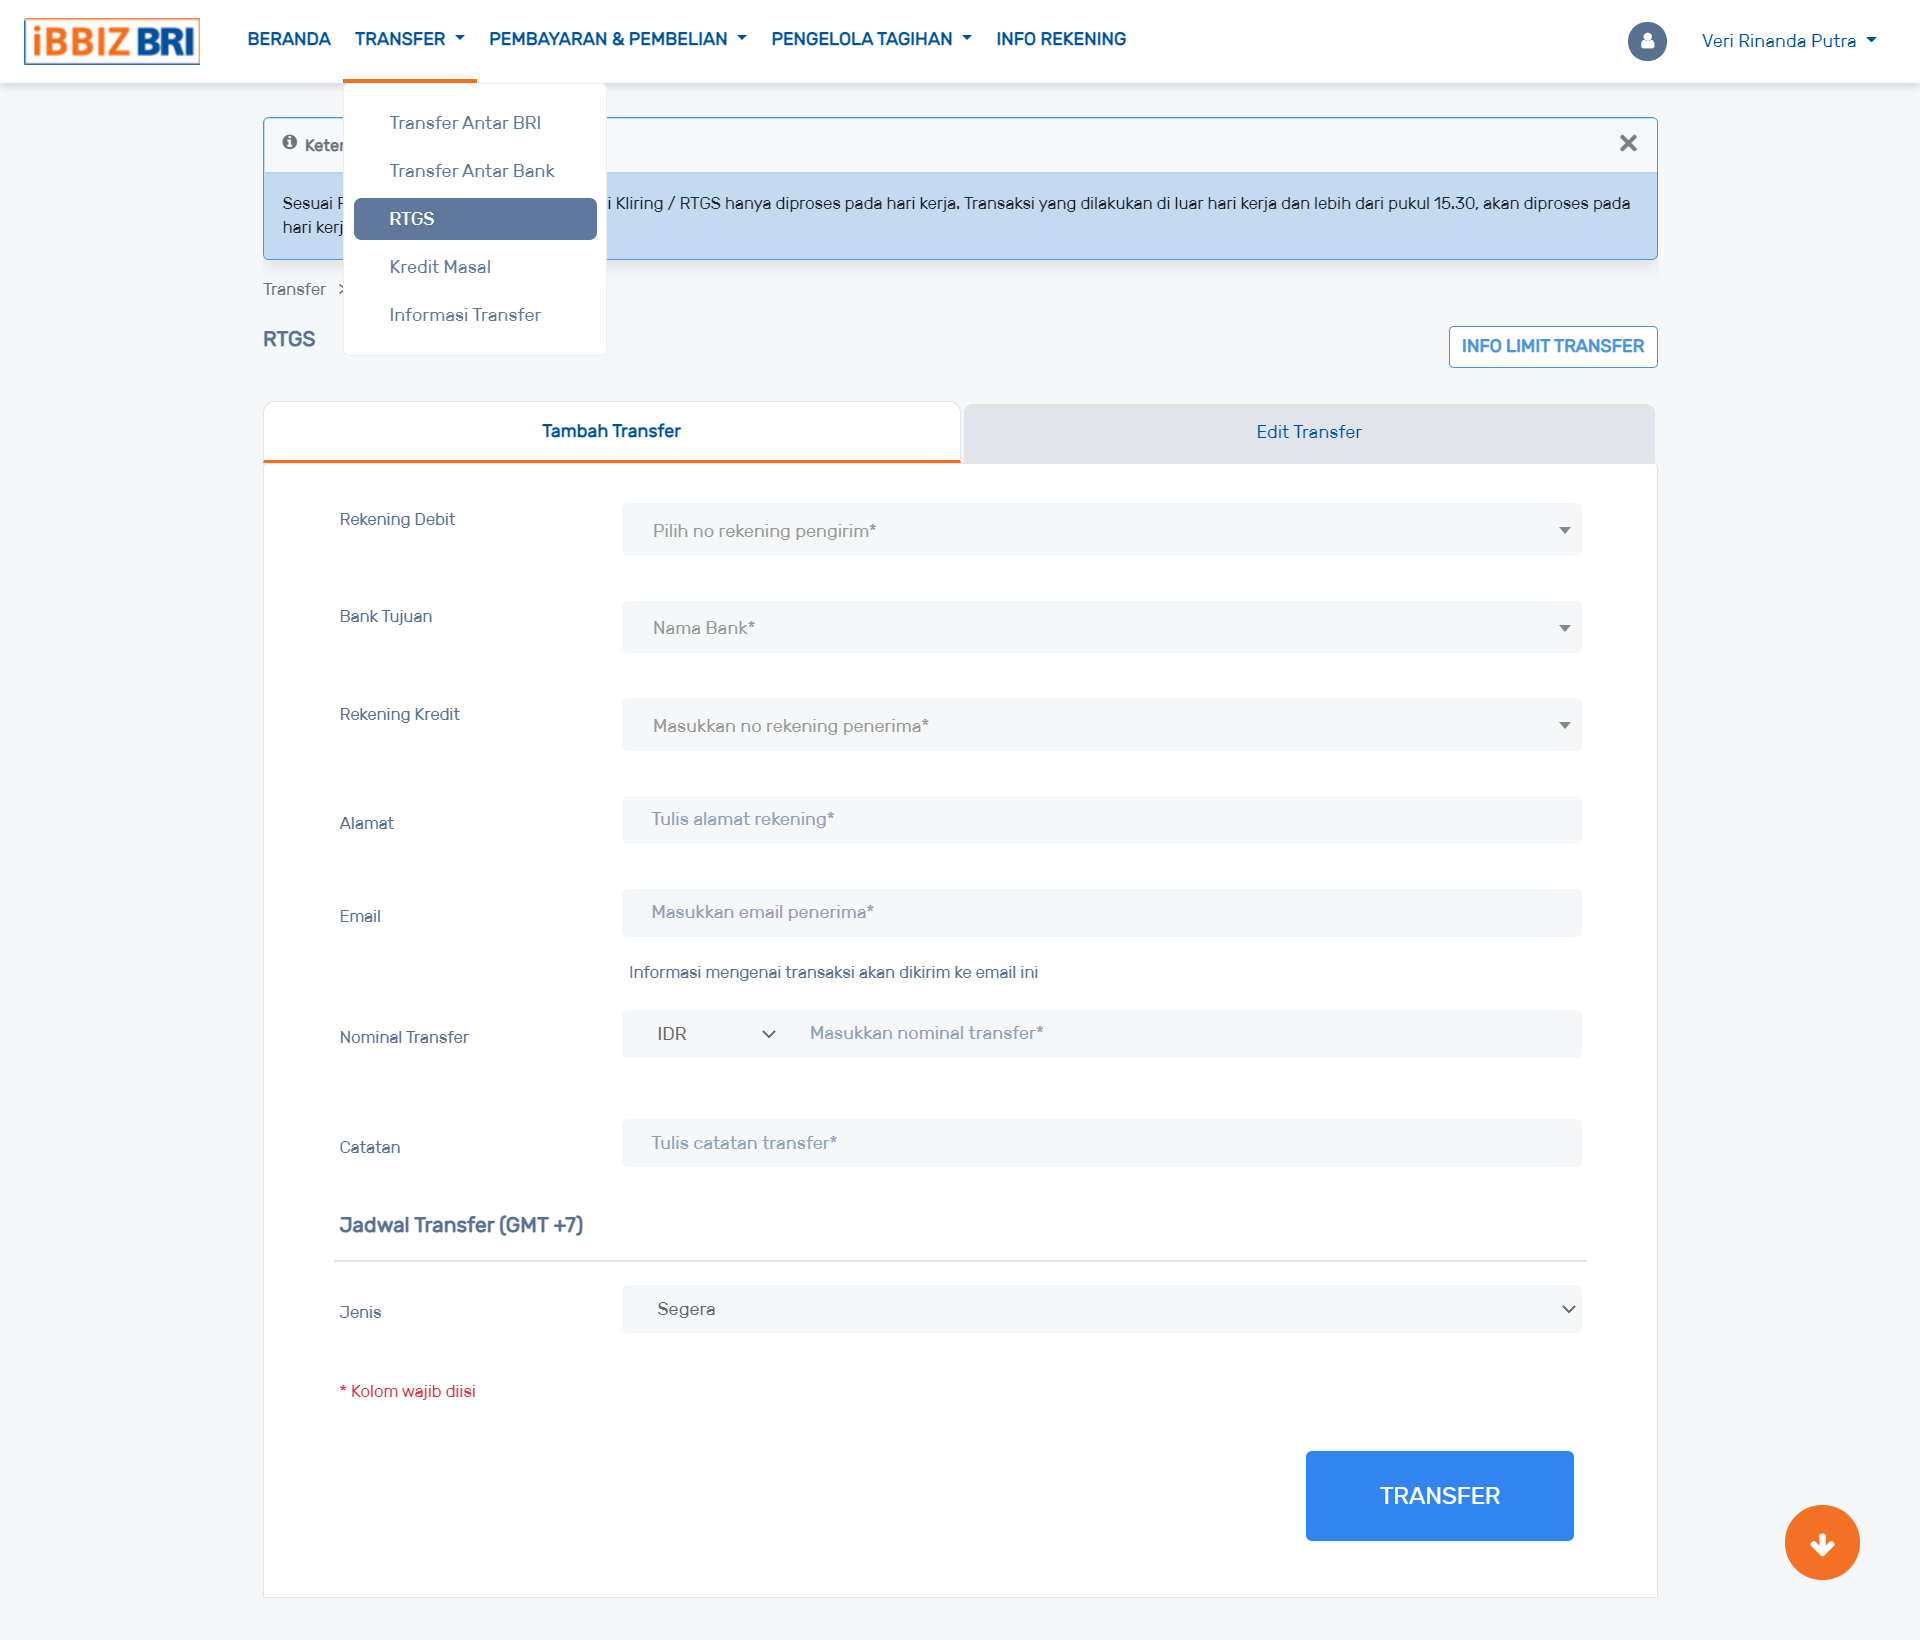 iBBIZ BRI
BERANDA TRANSFER PEMBAYARAN & PEMBELIAN PENGELOLA TAGIHAN INFO REKENING
Veri Rinanda Putra
Transfer Antar BRI
Transfer Antar Bank
RTGS
Kredit Masal
Informasi Transfer
Sesuai
i Kliring / RTGS hanya diproses pada hari kerja. Transaksi yang dilakukan di luar hari kerja dan lebih dari pukul 15.30, akan diproses pada
hari
Transfer >
RTGS
INFO LIMIT TRANSFER
Tambah Transfer
Edit Transfer
Rekening Debit
Pilih no rekening pengirim*
Bank Tujuan
Nama Bank*
Rekening Kredit
Masukkan no rekening penerima*
Alamat
Tulis alamat rekening*
Email
Masukkan email penerima*
Informasi mengenai transaksi akan dikirim ke email ini
Nominal Transfer
IDR
Masukkan nominal transfer*
Catatan
Tulis catatan transfer*
Jadwal Transfer (GMT +7)
Jenis
Segera
* Kolom wajib diisi
TRANSFER